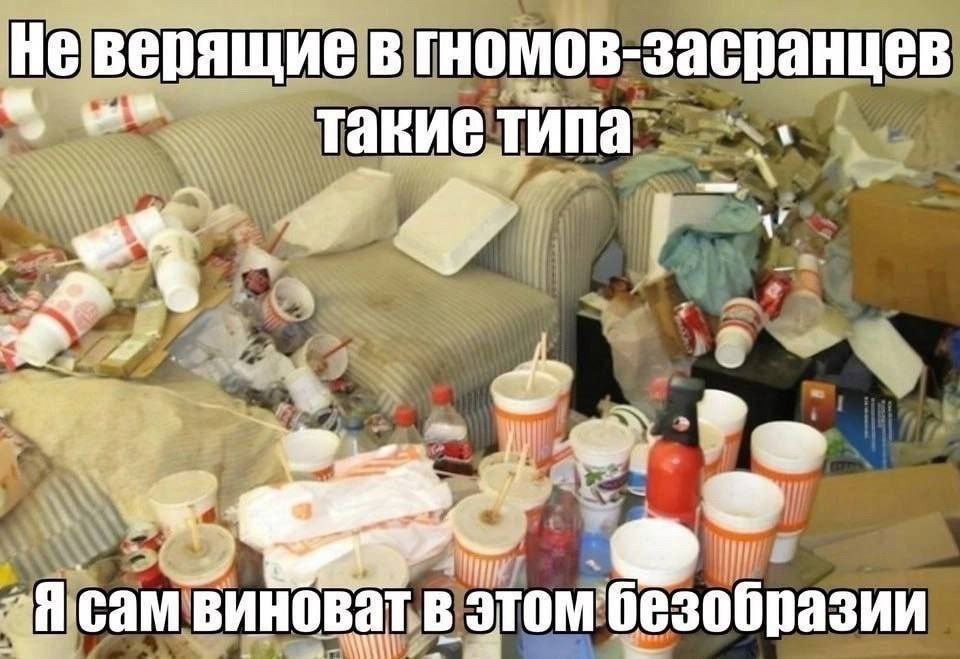 Не верящие в гномов-засранцев
такие типа
Я сам виноват в этом безобразии